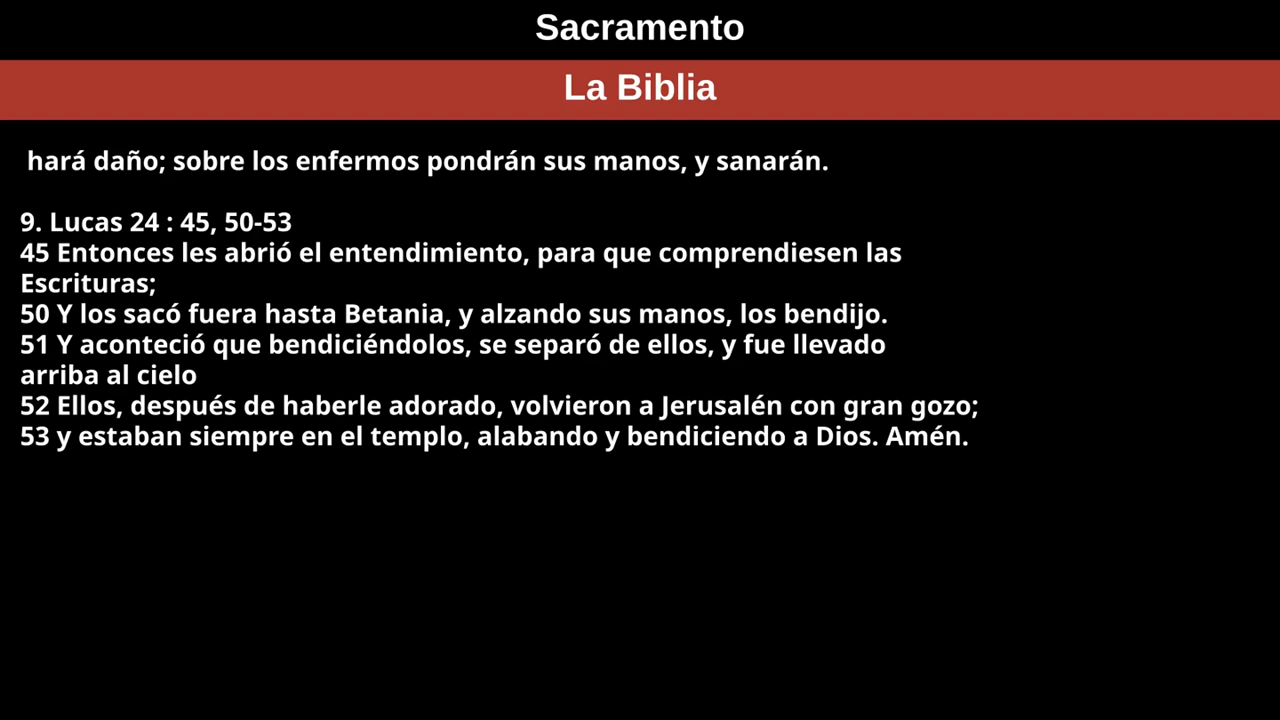 Sacramento
La Biblia
hará daño; sobre los enfermos pondrán sus manos, y sanarán.
9. Lucas 24 : 45, 50-53
45 Entonces les abrió el entendimiento, para que comprendiesen las
Escrituras;
50 Y los sacó fuera hasta Betania, y alzando sus manos, los bendijo.
51 Y aconteció que bendiciéndolos, se separó de ellos, y fue llevado
arriba al cielo
52 Ellos, después de haberle adorado, volvieron a Jerusalén con gran gozo;
53 y estaban siempre en el templo, alabando y bendiciendo a Dios. Amén.